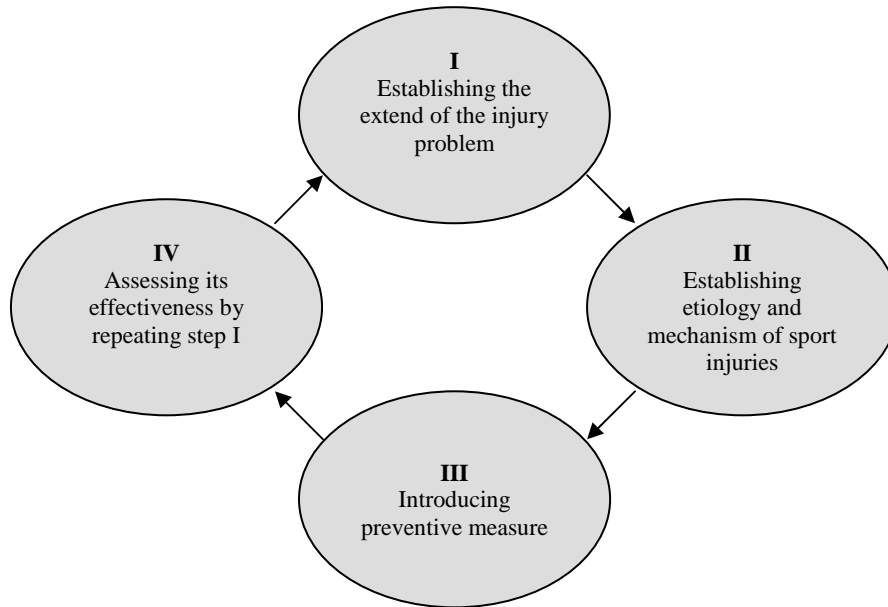 I
Establishing the
extend of the injury
problem
II
Establishing
etiology and
mechanism of sport
injuries
III
Introducing
preventive measure
IV
Assessing its
effectiveness by
repeating step I